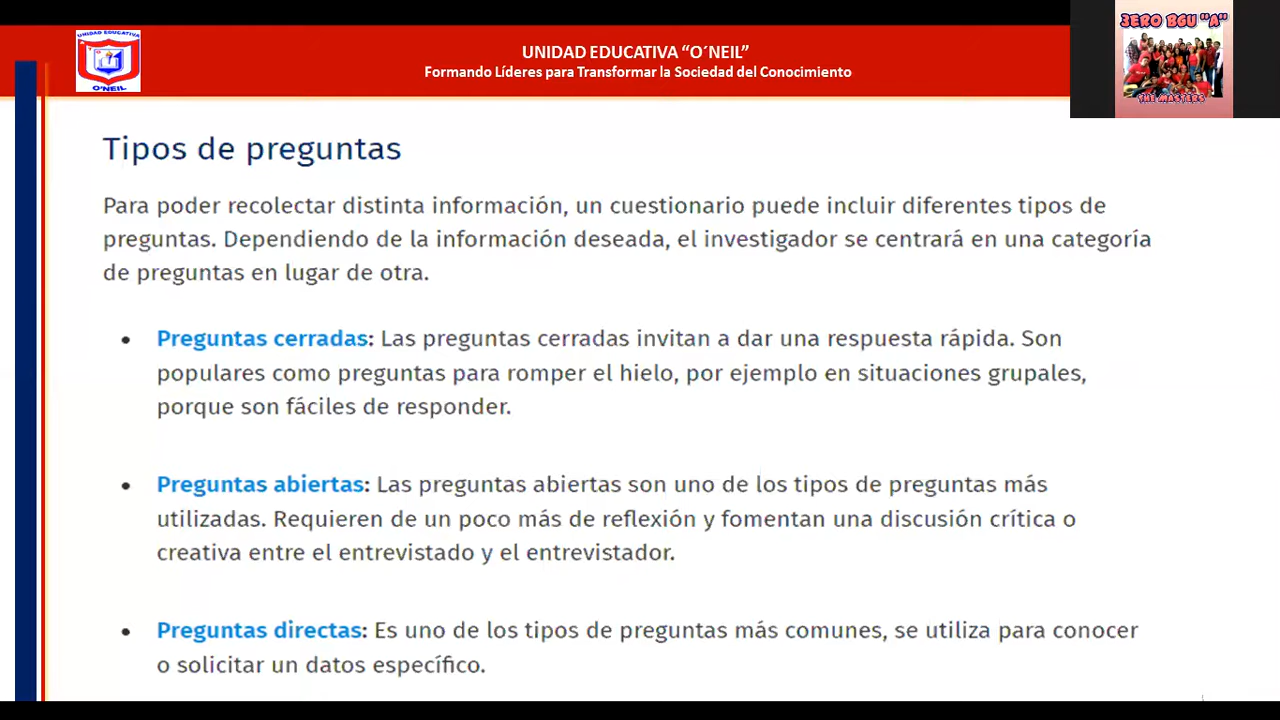 UNIDAD EDUCATIVA
O´NEIL
UNIDAD EDUCATIVA “O´NEIL”
Formando Líderes para Transformar la Sociedad del Conocimiento
3ERO BGU "A"
THE MASTERS
Tipos de preguntas
Para poder recolectar distinta información, un cuestionario puede incluir diferentes tipos de
preguntas. Dependiendo de la información deseada, el investigador se centrará en una categoría
de preguntas en lugar de otra.
• Preguntas cerradas: Las preguntas cerradas invitan a dar una respuesta rápida. Son
populares como preguntas para romper el hielo, por ejemplo en situaciones grupales,
porque son fáciles de responder.
• Preguntas abiertas: Las preguntas abiertas son uno de los tipos de preguntas más
utilizadas. Requieren de un poco más de reflexión y fomentan una discusión crítica o
creativa entre el entrevistado y el entrevistador.
• Preguntas directas: Es uno de los tipos de preguntas más comunes, se utiliza para conocer
o solicitar un datos específico.